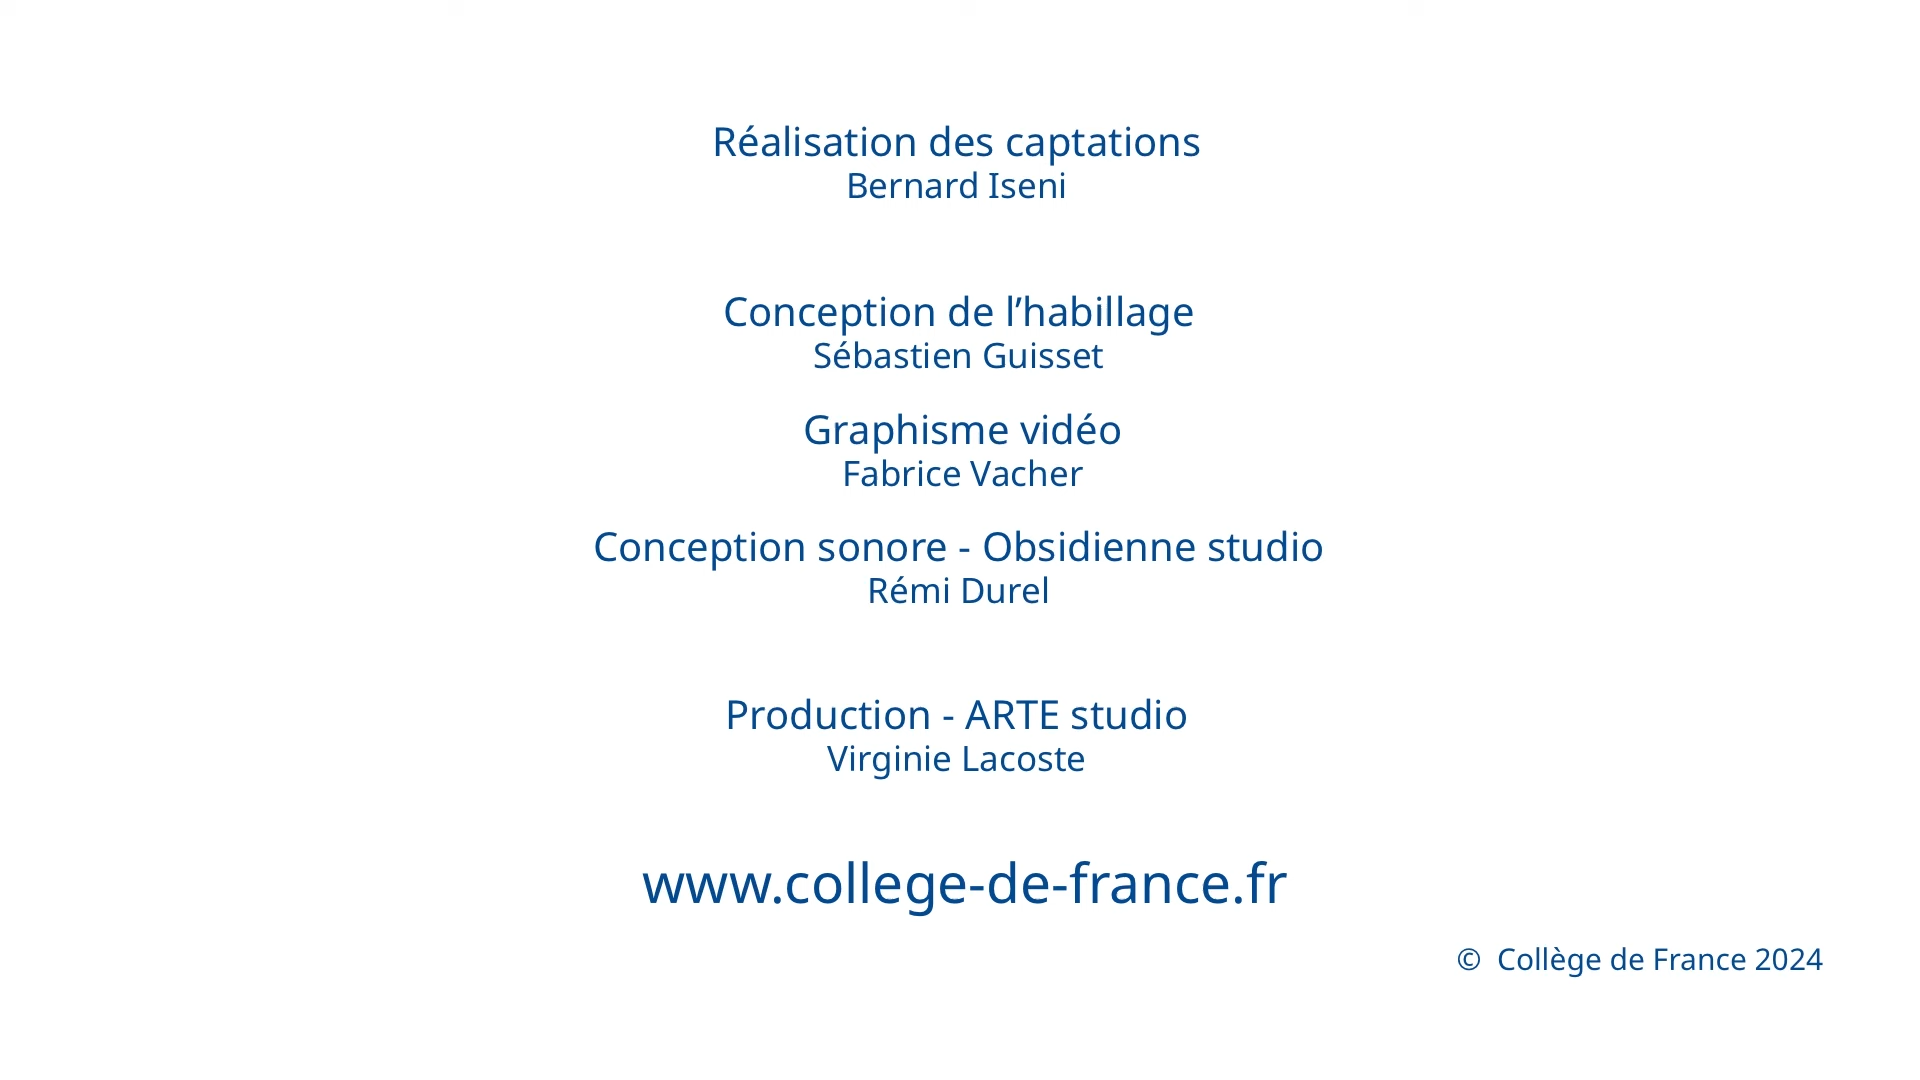 Réalisation des captations
Bernard Iseni
Conception de l’habillage
Sébastien Guisset
Graphisme vidéo
Fabrice Vacher
Conception sonore - Obsidienne studio
Rémi Durel
Production - ARTE studio
Virginie Lacoste
www.college-de-france.fr
© Collège de France 2024